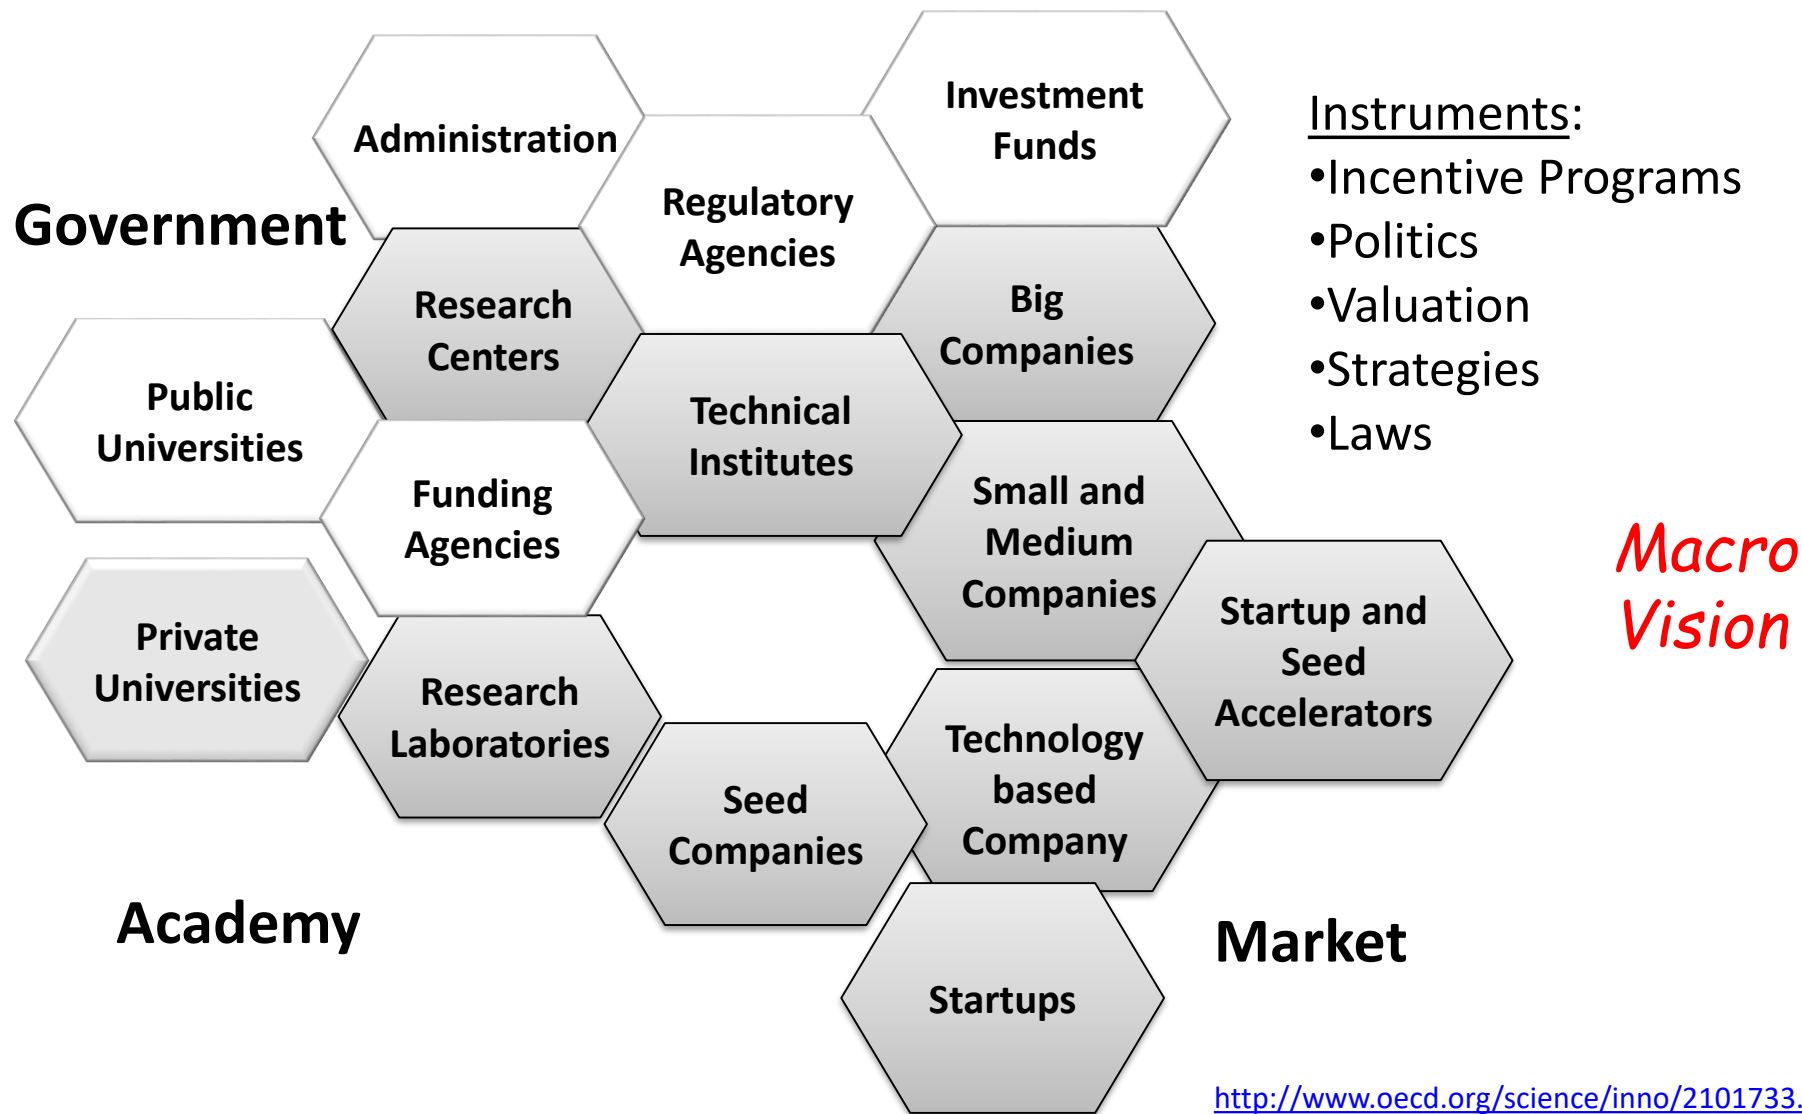 Administration
Investment
Funds
Regulatory
Agencies
Government
Research
Centers
Big
Companies
Public
Universities
Technical
Institutes
Funding
Agencies
Small and
Medium
Companies
Private
Universities
Startup and
Seed
Accelerators
Research
Laboratories
Technology
based
Company
Seed
Companies
Academy
Market
Startups
Instruments:
•Incentive Programs
•Politics
•Valuation
•Strategies
•Laws
Macro
Vision
http://www.oecd.org/science/inno/2101733.